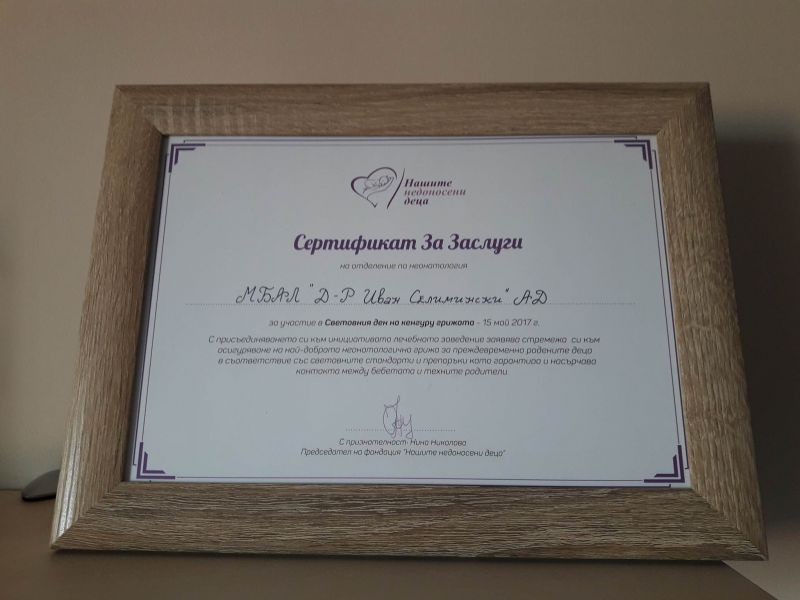 Нашите
недоносени
деца
Сертификат За Заслуги
на отделение по неонатология
МБАЛ "Д-Р Иван Селимински" АД
за участие в Световния ден на кенгуру грижата - 15 май 2017 г.
С присъединяването си към инициативата лечебното заведение заявява стремежа си към
осигуряване на най-добрата неонатологична грижа за преждевременно родените деца
в съответствие със световните стандарти и препоръки като гарантира и насърчава
контакта между бебетата и техните родители
С признателност: Нина Николова
Председател на фондация "Нашите недоносени деца"